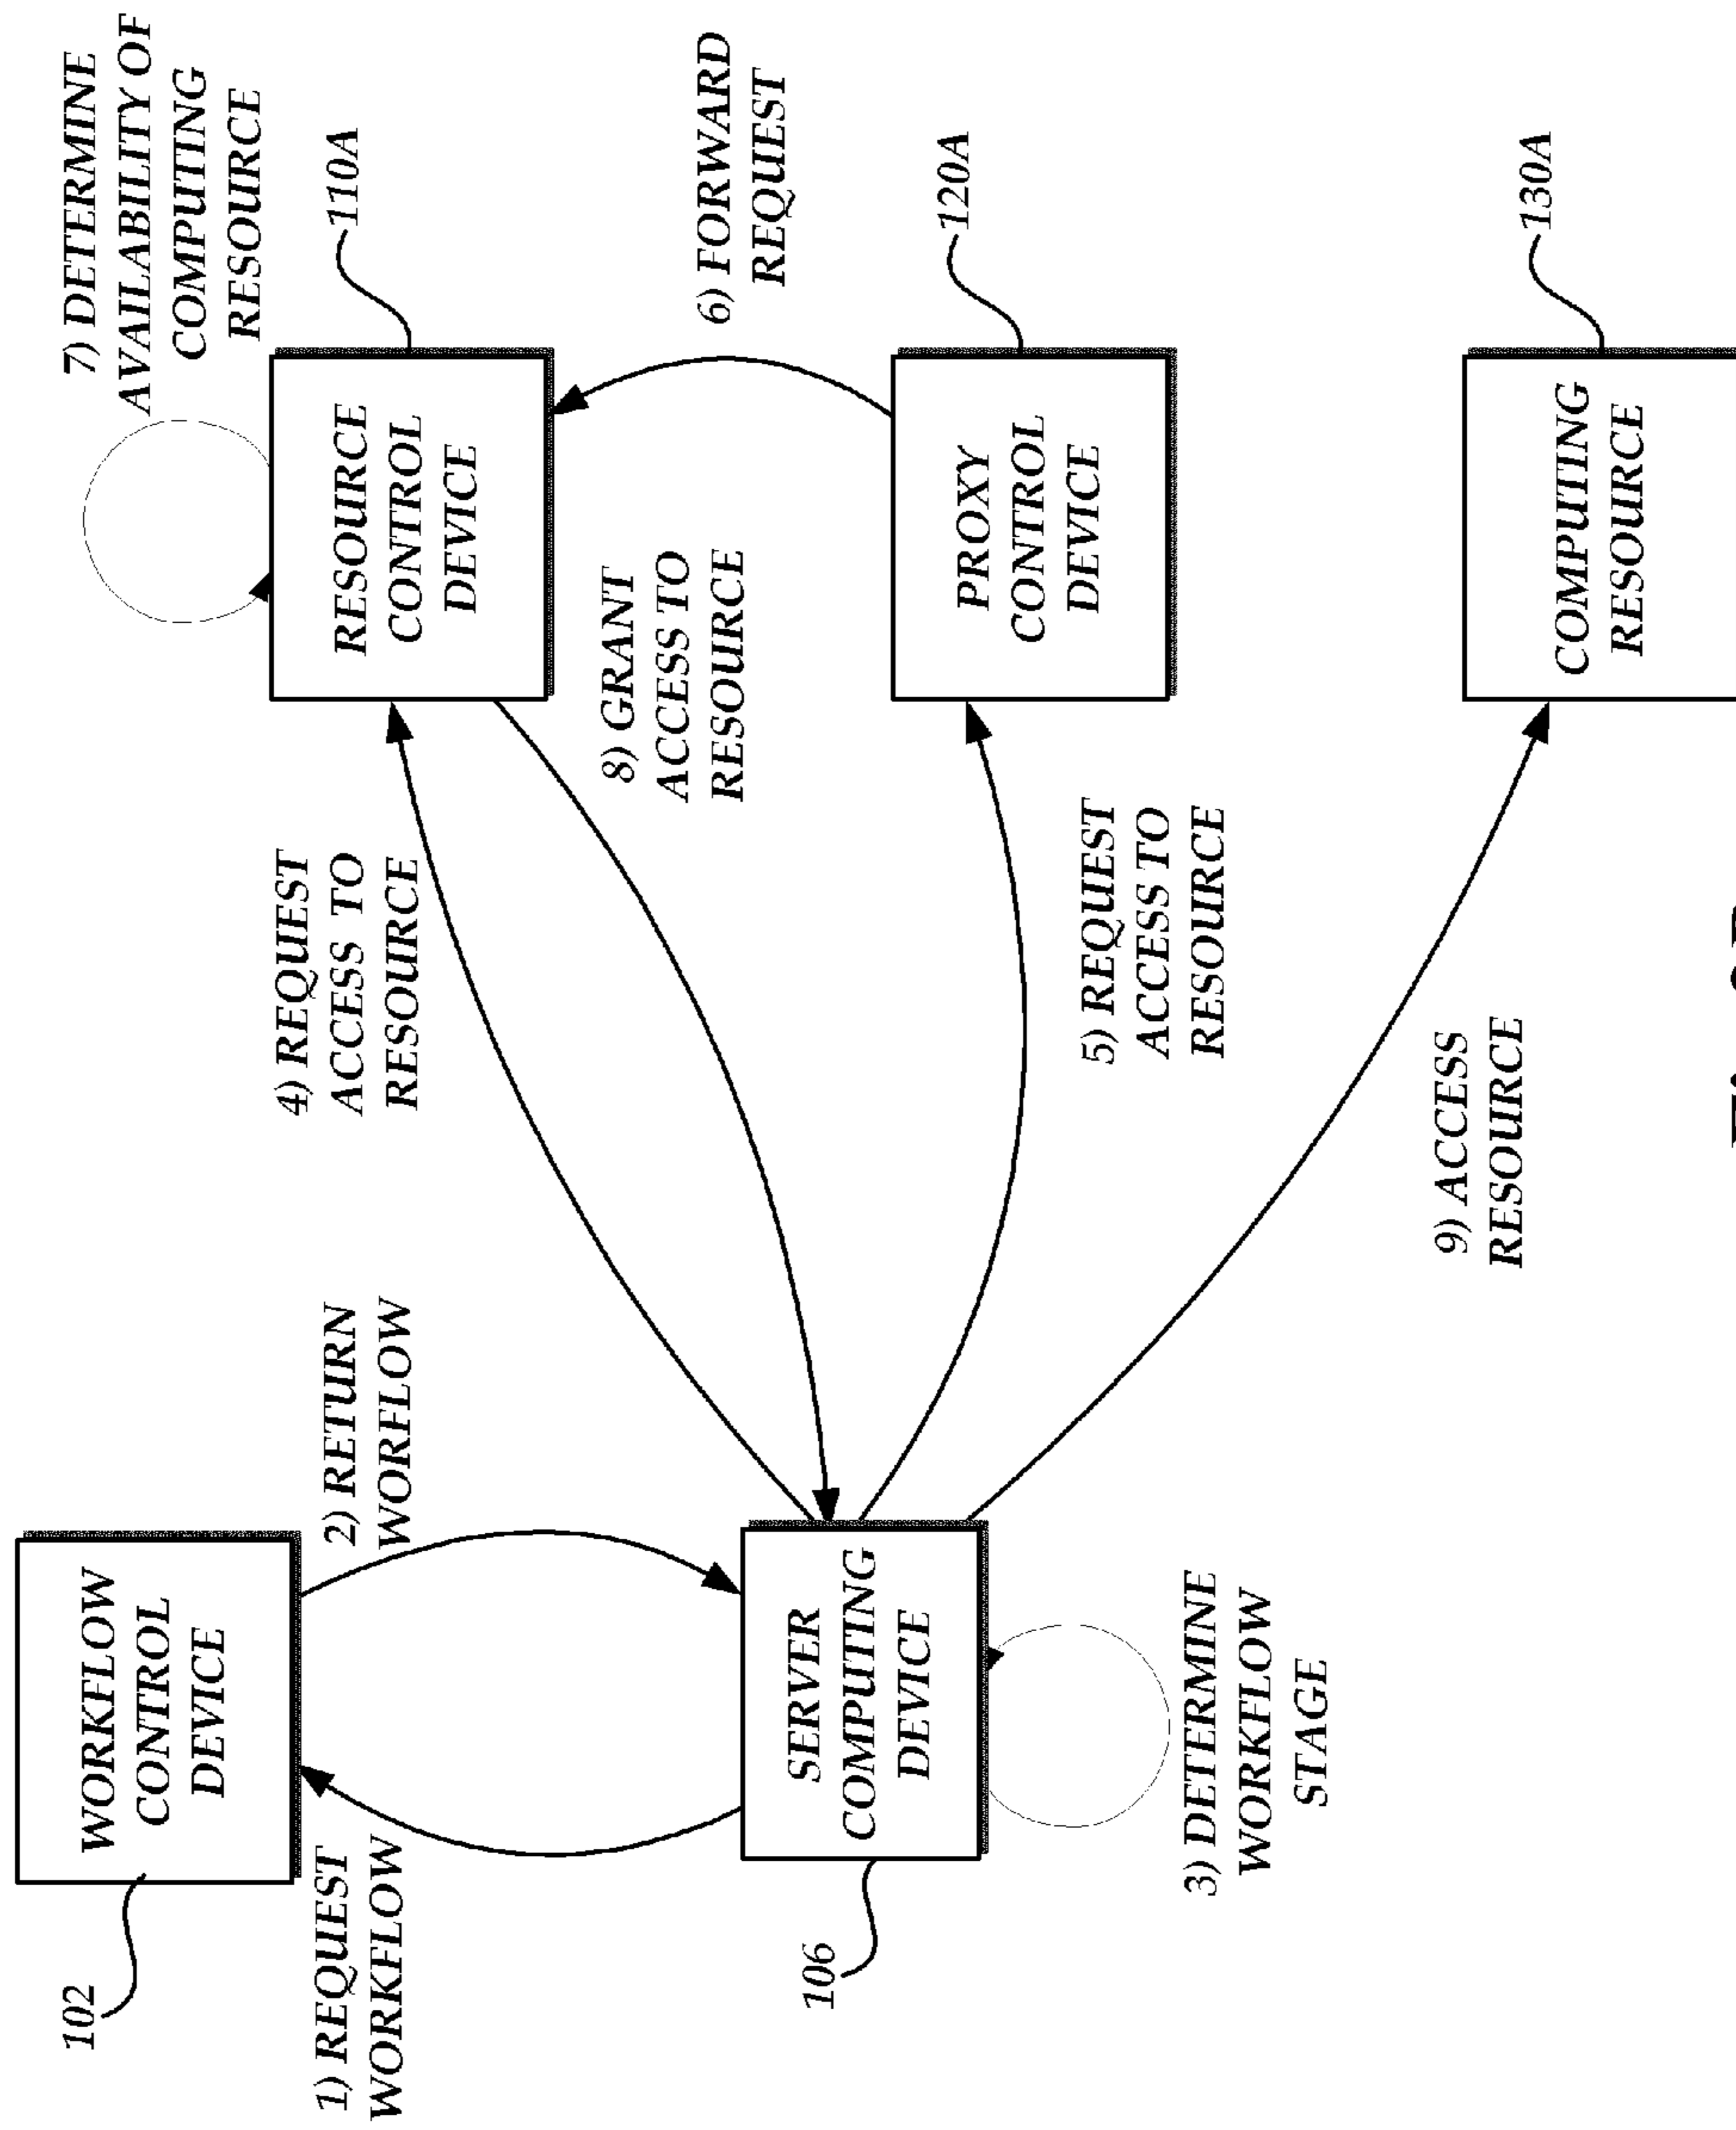 102
WORKFLOW
CONTROL
DEVICE
1) REQUEST
WORKFLOW
2) RETURN
WORFLOW
106
SERVER
COMPUTING
DEVICE
3) DETERMINE
WORKFLOW
STAGE
4) REQUEST
ACCESS TO
RESOURCE
7) DETERMINE
AVAILABILITY OF
COMPUTING
RESOURCE
110A
RESOURCE
CONTROL
DEVICE
8) GRANT
ACCESS TO
RESOURCE
6) FORWARD
REQUEST
120A
PROXY
CONTROL
DEVICE
5) REQUEST
ACCESS TO
RESOURCE
130A
COMPUTING
RESOURCE
9) ACCESS
RESOURCE